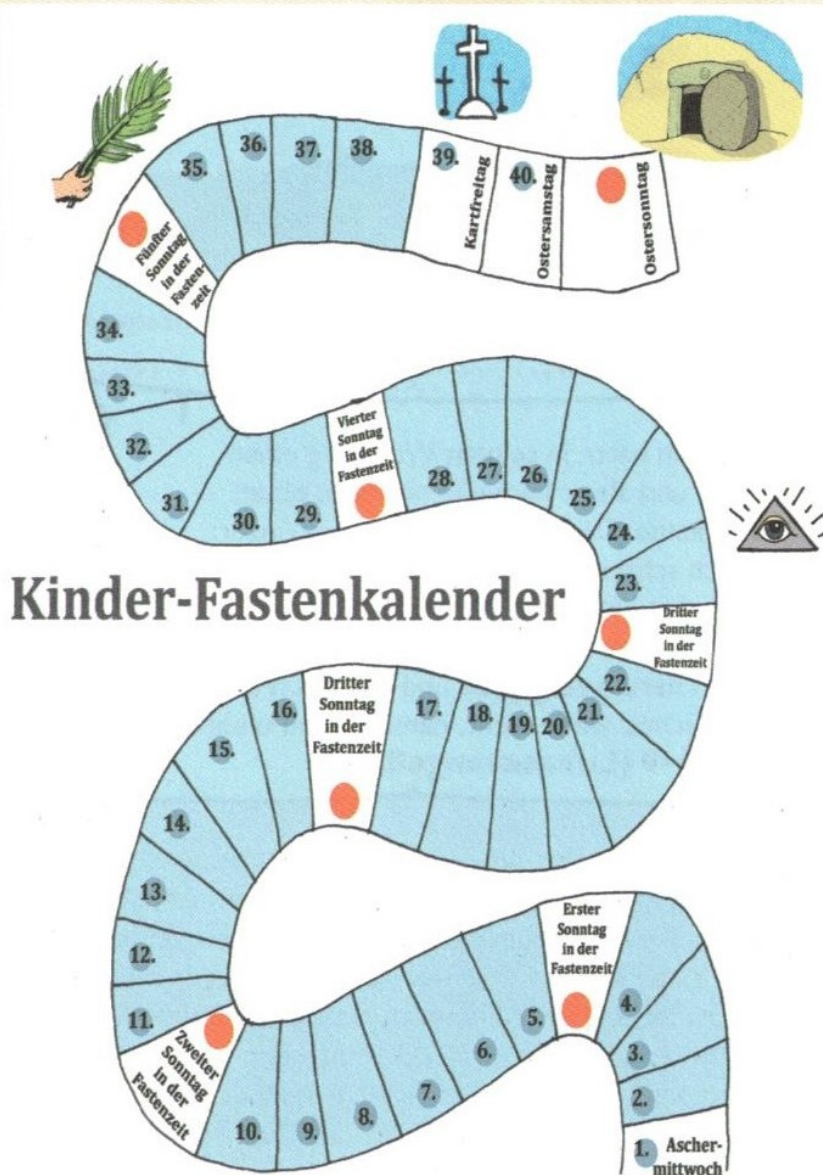 35.
36.
37.
38.
39.
Kartfreitag
40.
Ostersamstag
Ostersonntag
Fünfter
Sonntag
in der
Fasten-
zeit
34.
33.
32.
31.
30.
29.
Vierter
Sonntag
in der
Fastenzeit
28.
27.
26.
25.
24.
23.
Kinder-Fastenkalender
Dritter
Sonntag
in der
Fastenzeit
22.
21.
20.
19.
18.
17.
Dritter
Sonntag
in der
Fastenzeit
16.
15.
14.
13.
12.
11.
Zweiter
Sonntag
in der
Fastenzeit
10.
9.
8.
7.
6.
5.
Erster
Sonntag
in der
Fastenzeit
4.
3.
2.
1. Ascher-
mittwoch